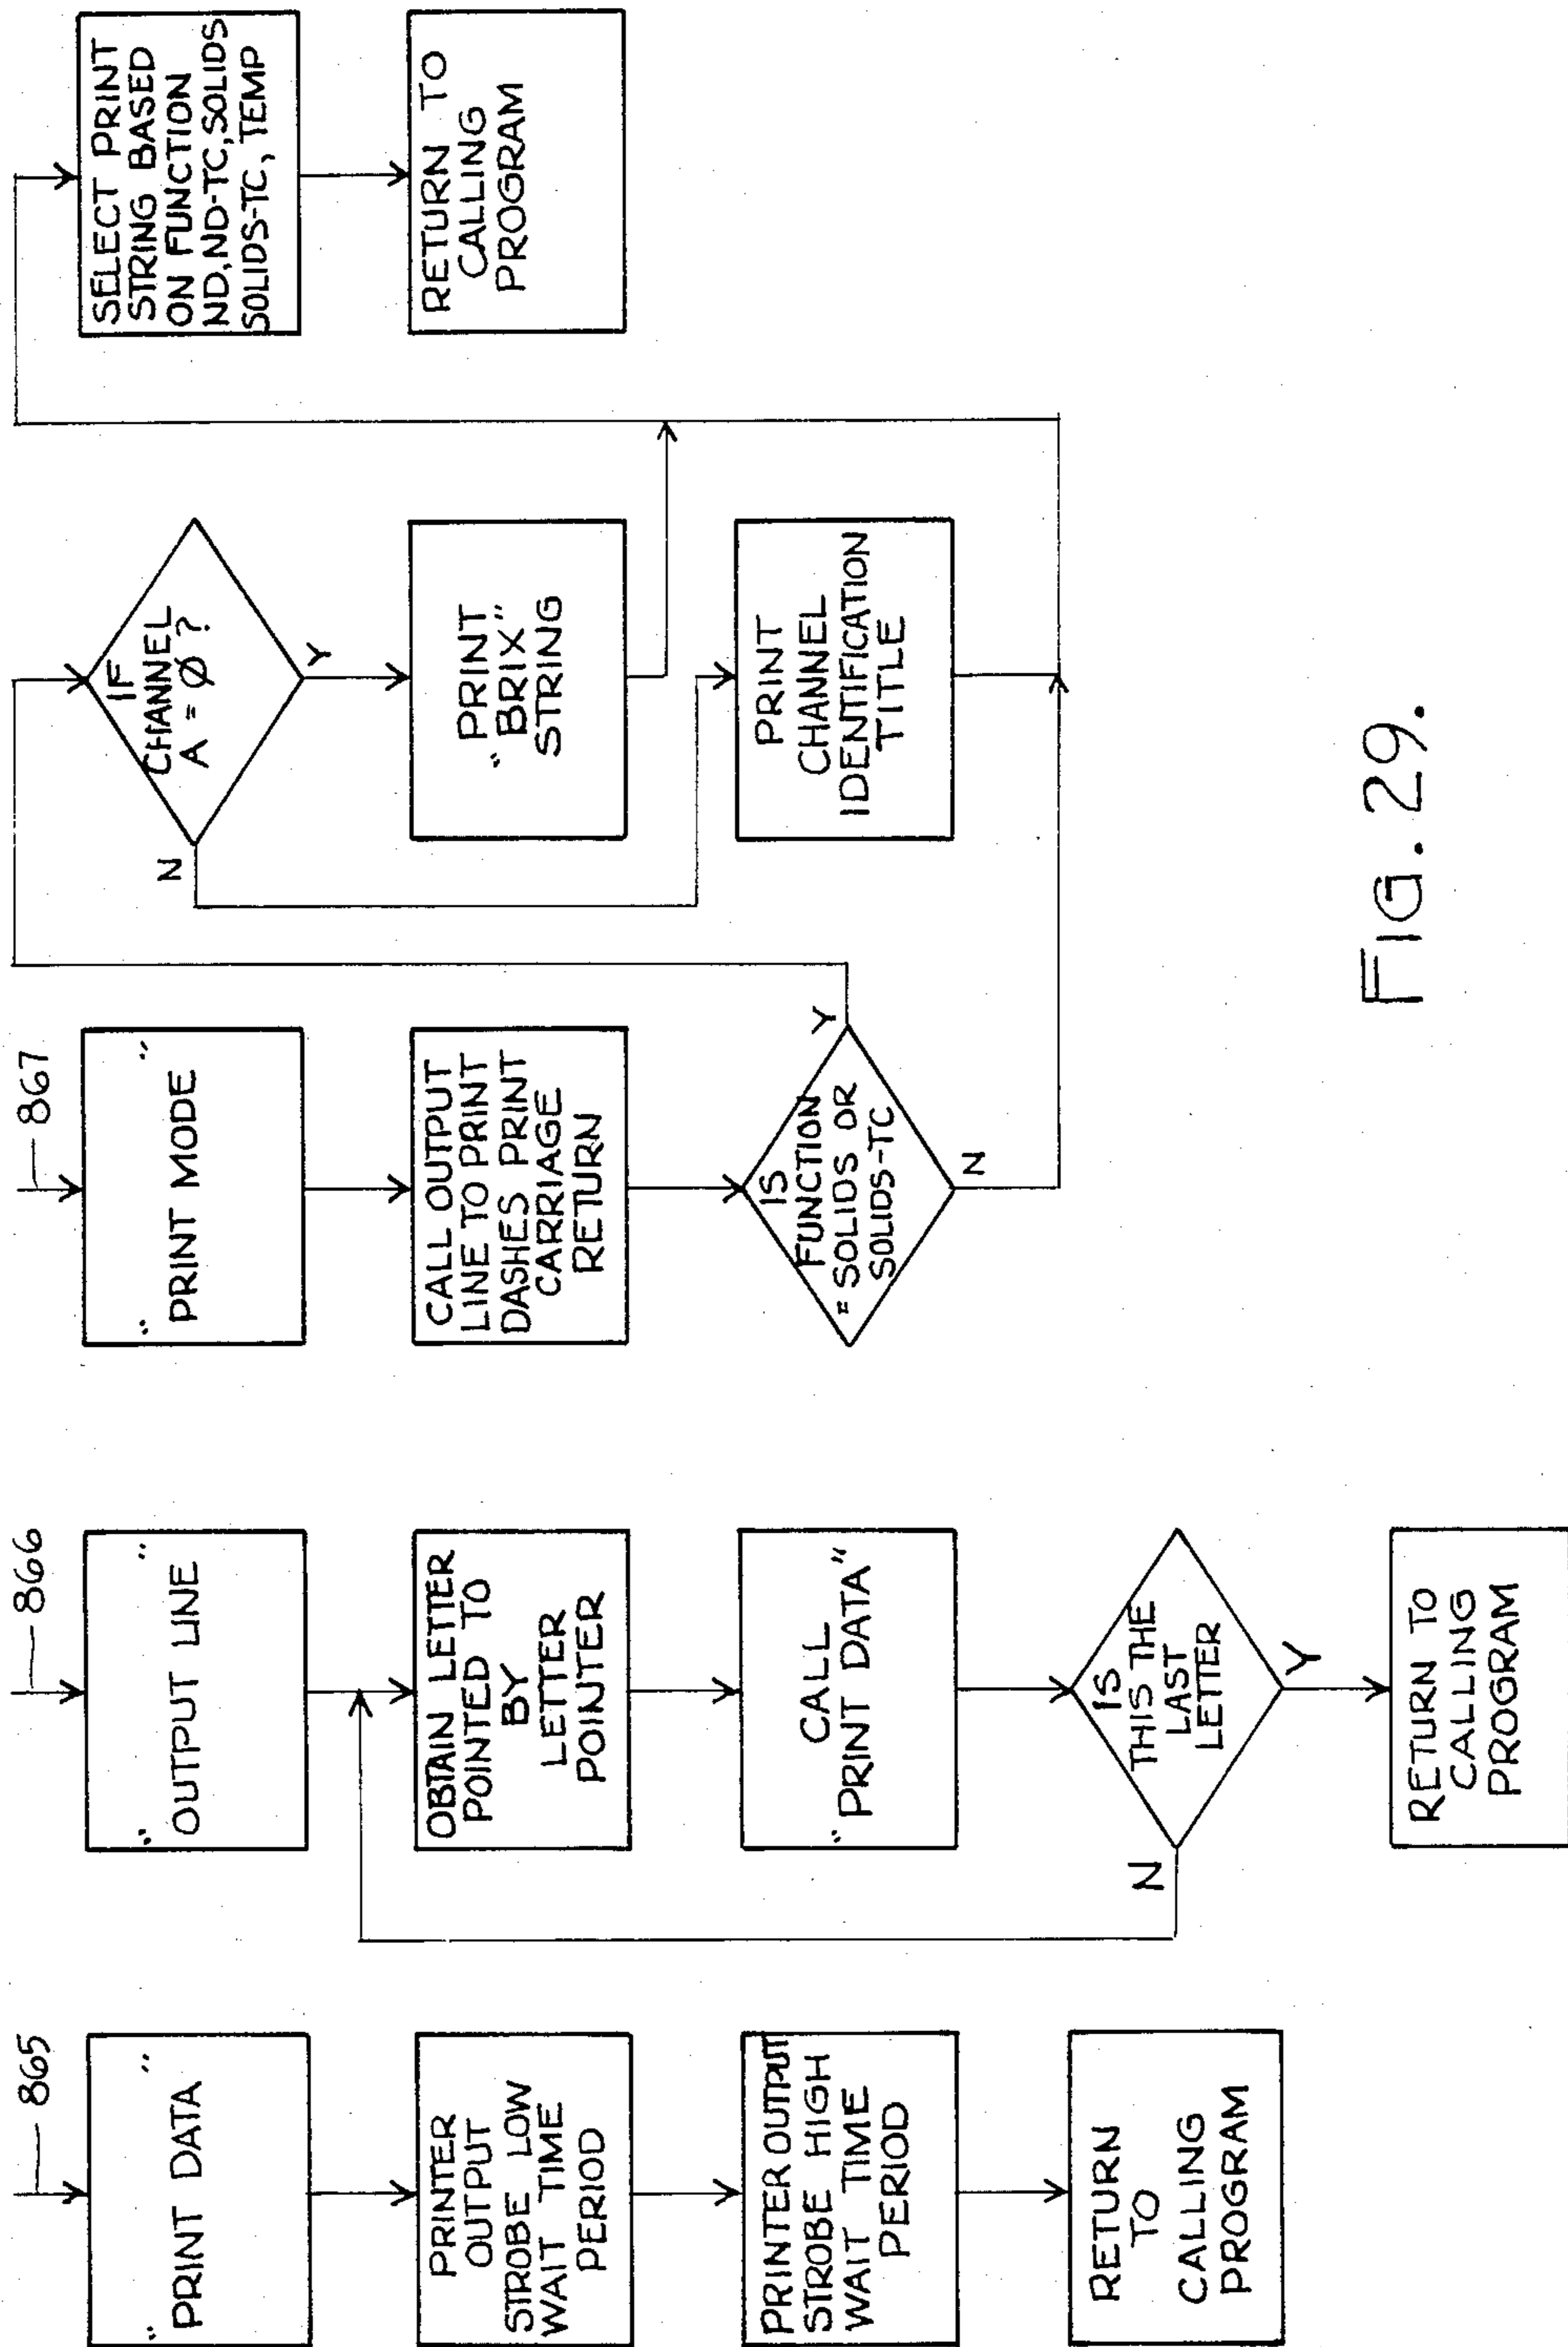 865
" PRINT DATA "
PRINTER
OUTPUT
STROBE LOW
WAIT TIME
PERIOD
PRINTER OUTPUT
STROBE HIGH
WAIT TIME
PERIOD
RETURN
TO
CALLING
PROGRAM
866
" OUTPUT LINE "
OBTAIN LETTER
POINTED TO
BY
LETTER
POINTER
CALL
" PRINT DATA "
IS
THIS THE
LAST
LETTER
N
Y
RETURN TO
CALLING
PROGRAM
867
" PRINT MODE "
CALL OUTPUT
LINE TO PRINT
DASHES PRINT
CARRIAGE
RETURN
IS
FUNCTION
= SOLIDS OR
SOLIDS-TC
Y
N
IF
CHANNEL
A = Ø ?
N
Y
PRINT
" BRIX "
STRING
PRINT
CHANNEL
IDENTIFICATION
TITLE
SELECT PRINT
STRING BASED
ON FUNCTION
ND, ND-TC, SOLIDS
SOLIDS-TC, TEMP
RETURN TO
CALLING
PROGRAM
FIG. 29.